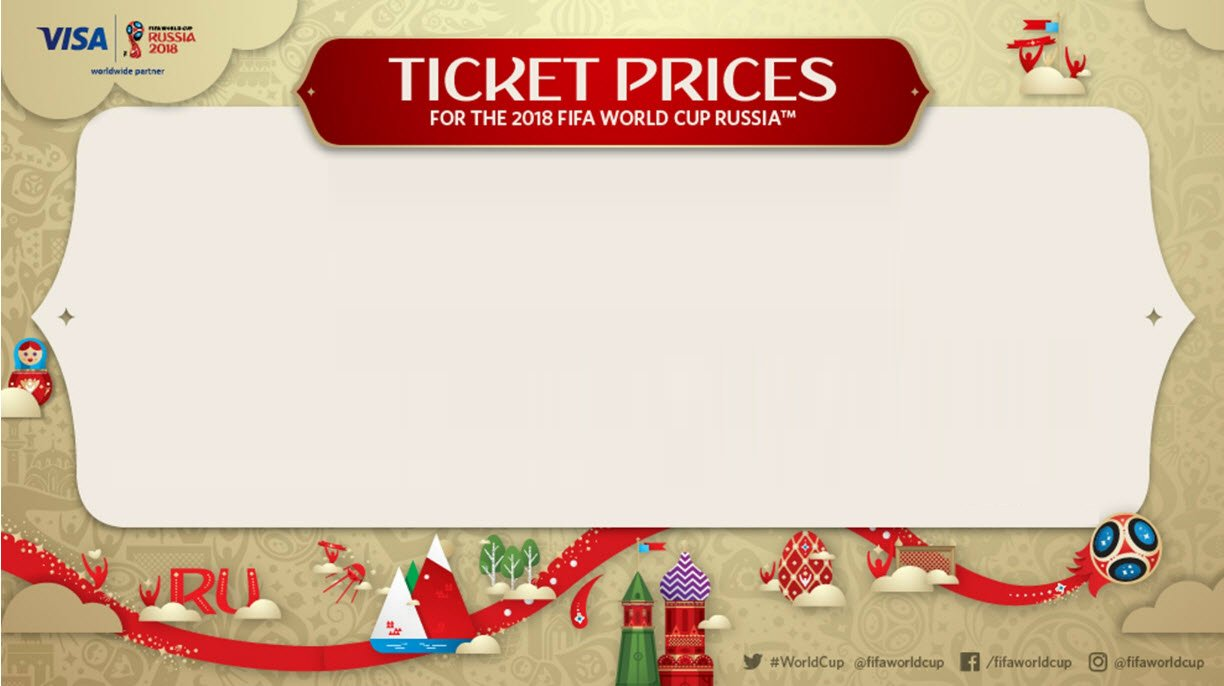 VISA
FIFA WORLD CUP
RUSSIA
2018
worldwide partner
TICKET PRICES
FOR THE 2018 FIFA WORLD CUP RUSSIA™
RU
#WorldCup @fifaworldcup /fifaworldcup @fifaworldcup